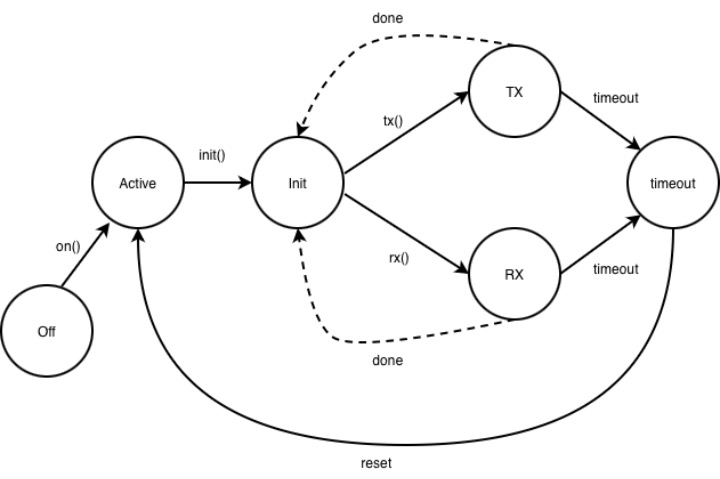 done
TX
timeout
tx()
init()
Active
Init
timeout
on()
rx()
RX
timeout
Off
done
reset